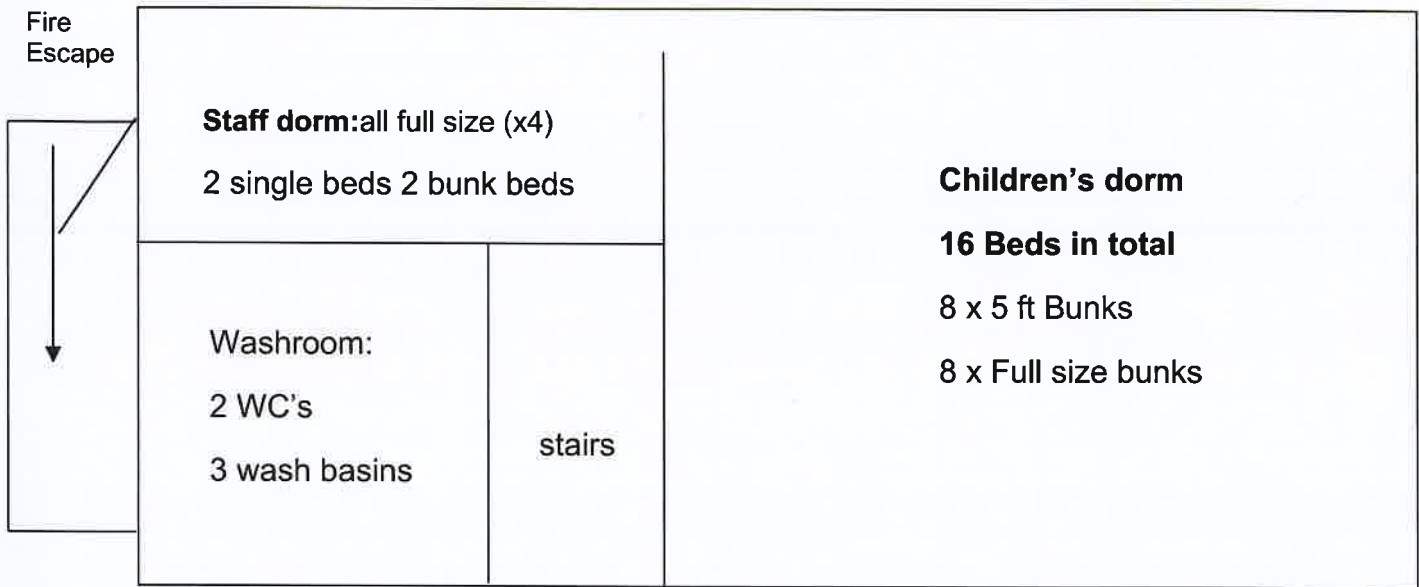 Fire
Escape
Staff dorm:all full size (x4)
2 single beds 2 bunk beds
Washroom:
2 WC's
3 wash basins
stairs
Children's dorm
16 Beds in total
8 x 5 ft Bunks
8 x Full size bunks